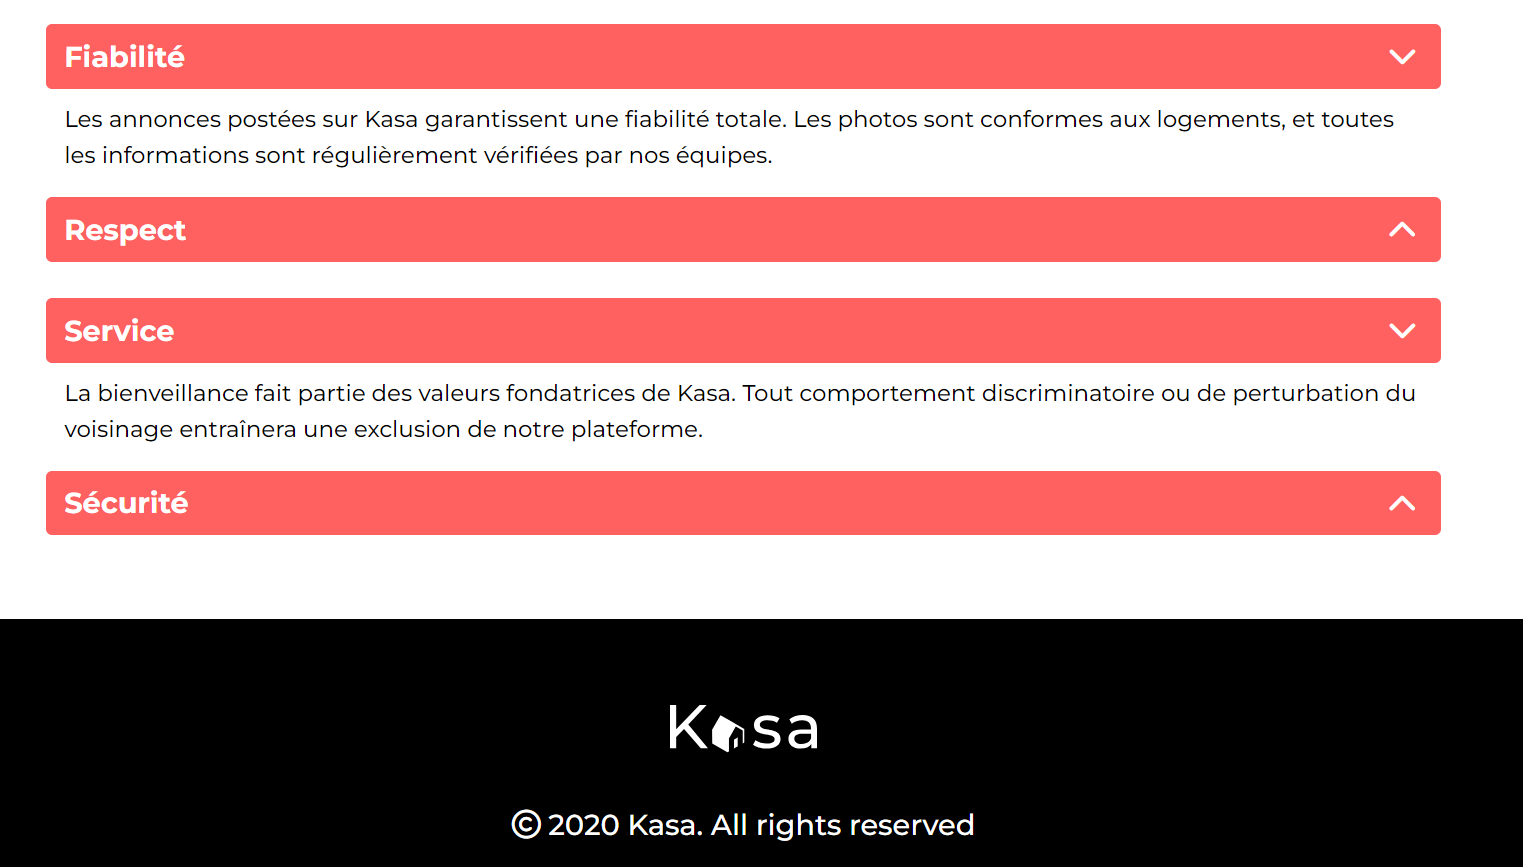 Fiabilité
Les annonces postées sur Kasa garantissent une fiabilité totale. Les photos sont conformes aux logements, et toutes
les informations sont régulièrement vérifiées par nos équipes.
Respect
Service
La bienveillance fait partie des valeurs fondatrices de Kasa. Tout comportement discriminatoire ou de perturbation du
voisinage entraînera une exclusion de notre plateforme.
Sécurité
Kasa
© 2020 Kasa. All rights reserved